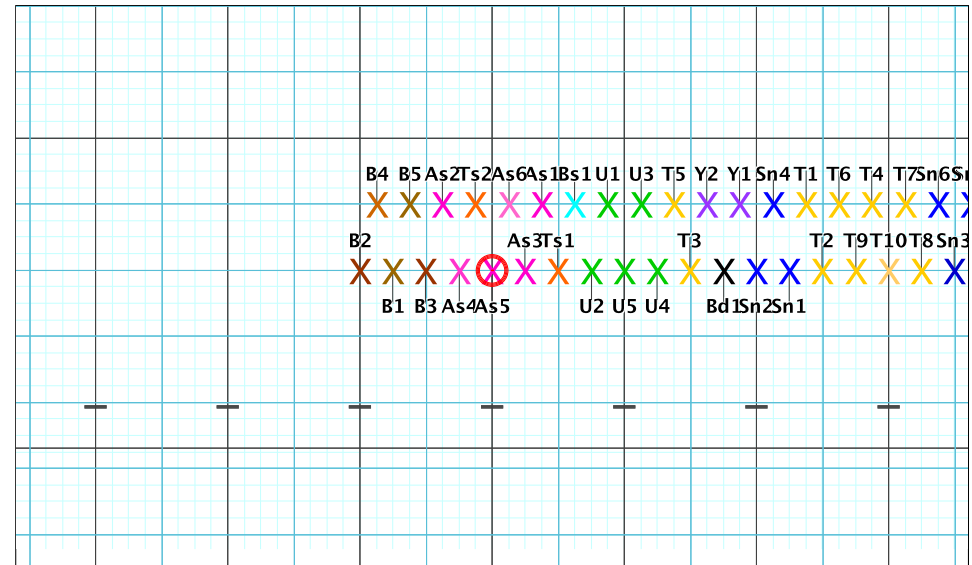 B4 B5 As2 Ts2 As6 As1 Bs1 U1 U3 T5 Y2 Y1 Sn4 T1 T6 T4 T7 Sn6
B2 As3 Ts1 T3 T2 T9 T10 T8 Sn3
B1 B3 As4 As5 U2 U5 U4 Bd1 Sn2 Sn1